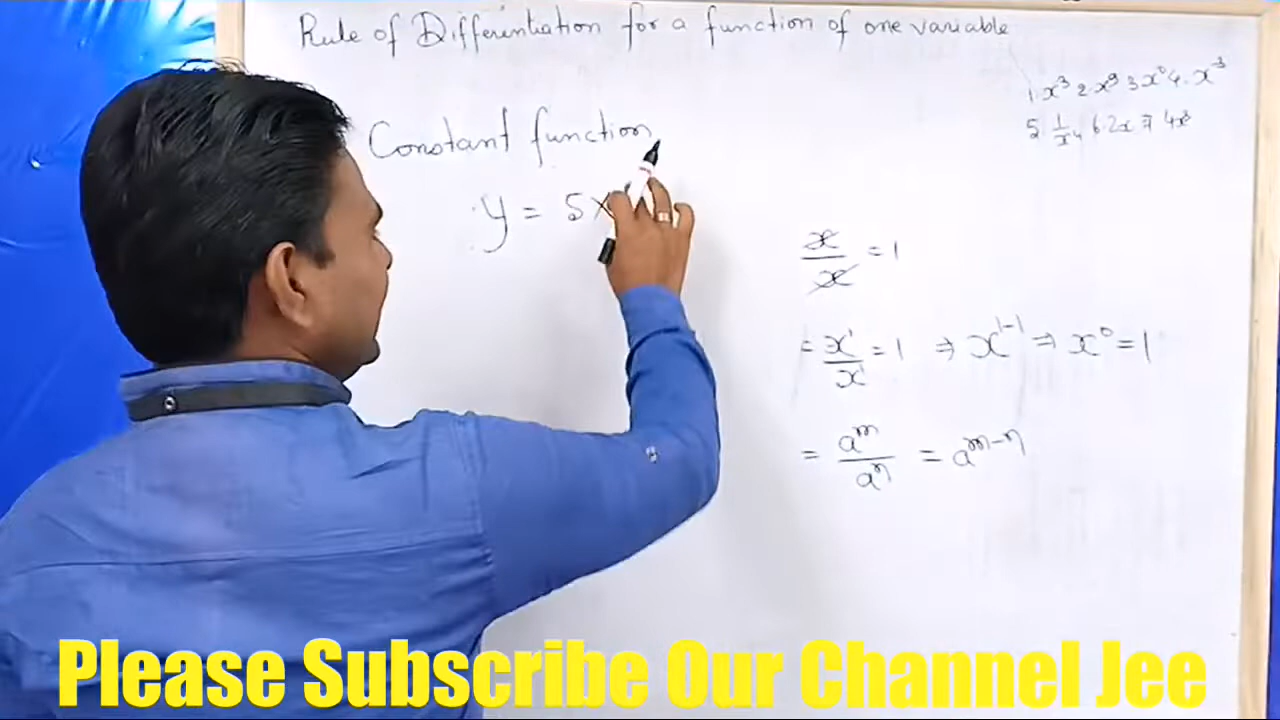 Rule of Differentiation for a function of one variable
1. x³ 2. x⁹ 3 x⁰ 4. x⁻³
5. 1/x⁴ 6. 2x 7 4x³
Constant function
y = 5x
x/x = 1
= x¹/x¹ = 1 ⇒ x¹⁻¹ ⇒ x⁰ = 1
= aᵐ/aⁿ = aᵐ⁻ⁿ
Please Subscribe Our Channel Jee